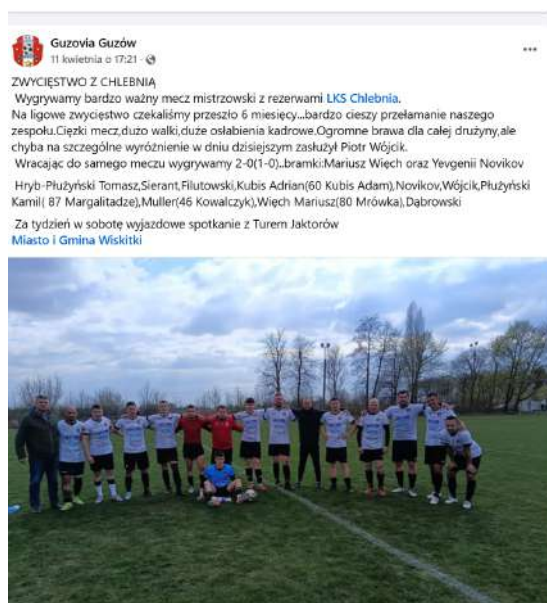 Guzovia Guzów
11 kwietnia o 17:21 ·
ZWYCIĘSTWO Z CHLEBNIĄ
Wygrywamy bardzo ważny mecz mistrzowski z rezerwami LKS Chlebnia.
Na ligowe zwycięstwo czekaliśmy przeszło 6 miesięcy...bardzo cieszy przełamanie naszego
zespołu.Ciężki mecz,dużo walki,duże osłabienia kadrowe.Ogromne brawa dla całej drużyny,ale
chyba na szczególne wyróżnienie w dniu dzisiejszym zasłużył Piotr Wójcik.
Wracając do samego meczu wygrywamy 2-0(1-0)..bramki:Mariusz Więch oraz Yevgenii Novikov
Hryb-Płużyński Tomasz,Sierant,Filutowski,Kubis Adrian(60 Kubis Adam),Novikov,Wójcik,Płużyński
Kamil( 87 Margalitadze),Muller(46 Kowalczyk),Więch Mariusz(80 Mrówka),Dąbrowski
Za tydzień w sobotę wyjazdowe spotkanie z Turem Jaktorów
Miasto i Gmina Wiskitki